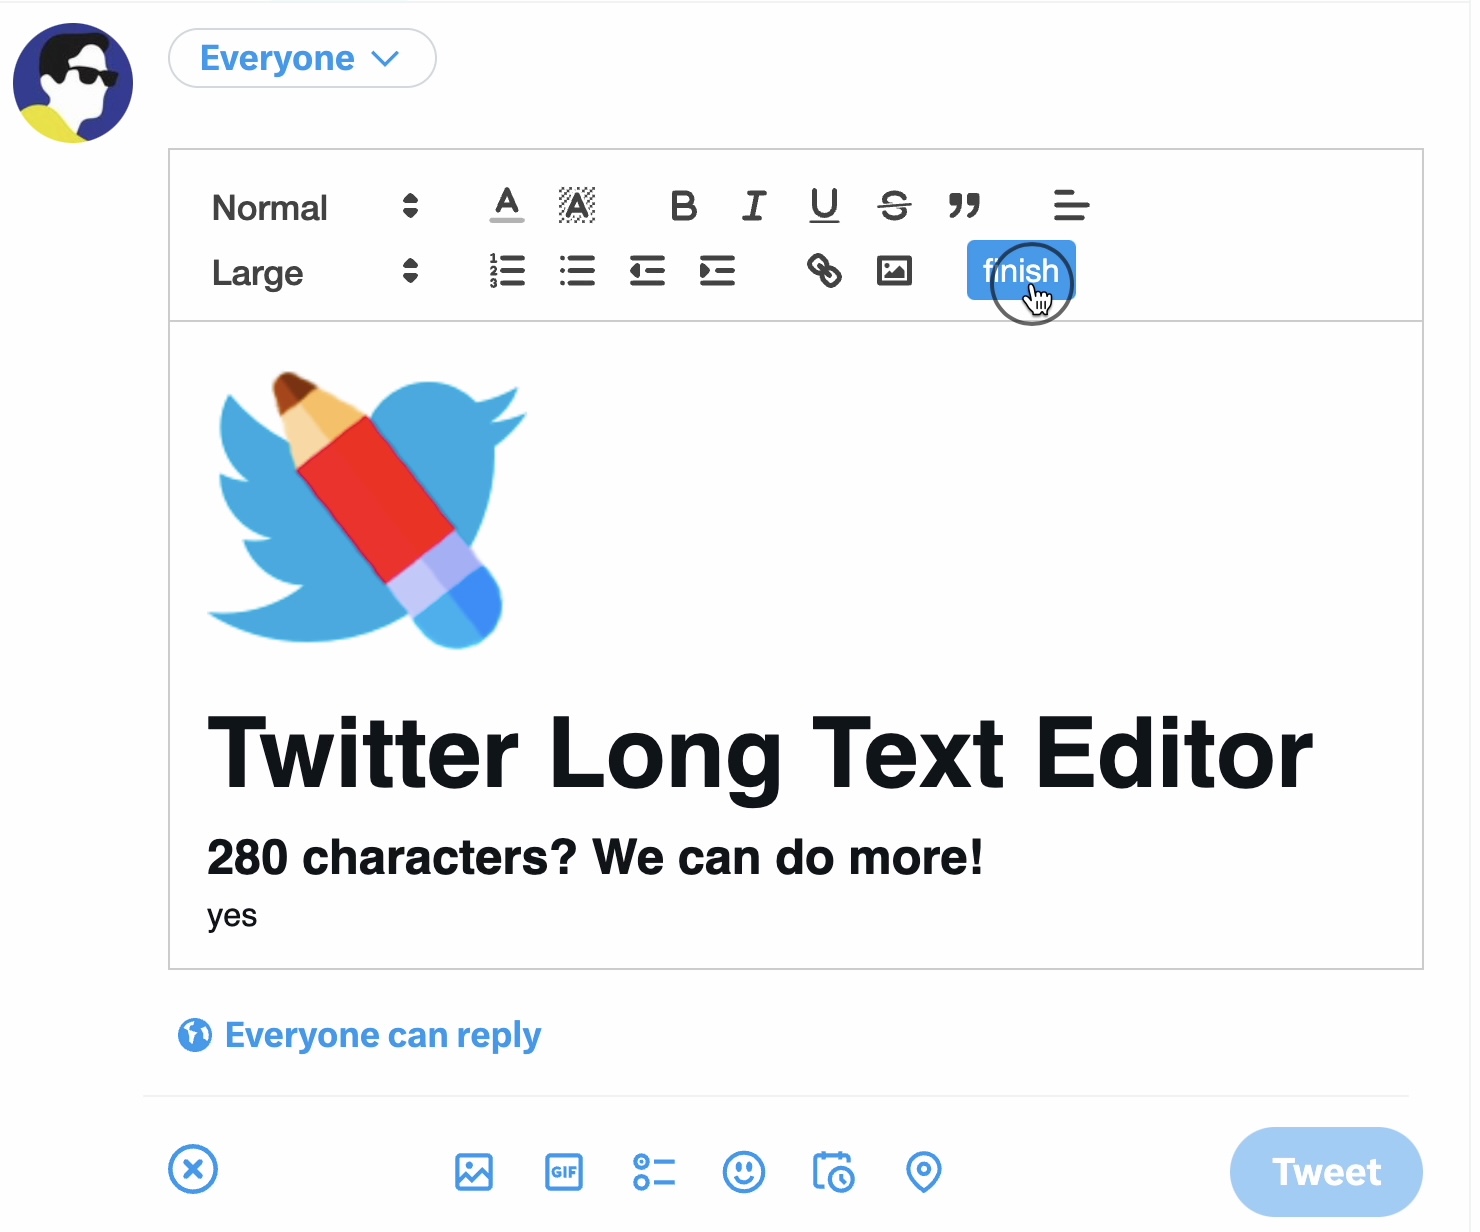 Everyone
Normal
Large
finish
Twitter Long Text Editor
280 characters? We can do more!
yes
Everyone can reply
GIF
Tweet